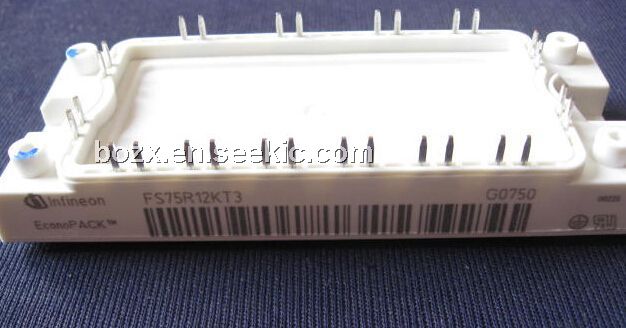 bozx.en.seekic.com
Infineon
FS75R12KT3
G0750
EconoPACK™